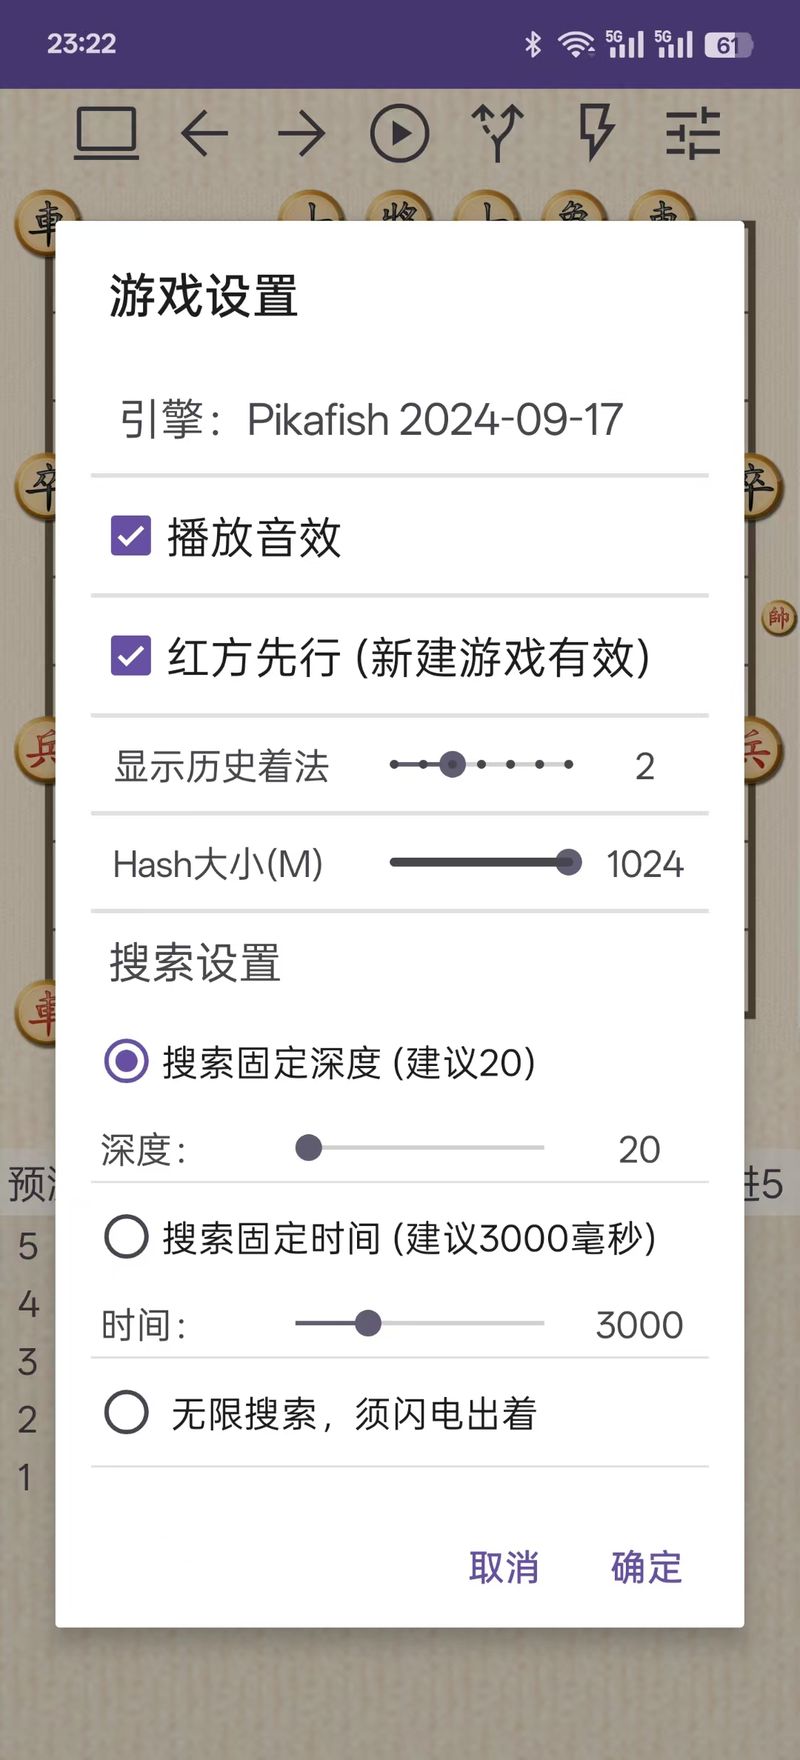 23:22
5G 5G 61
車 將 象 車
游戏设置
引擎：Pikafish 2024-09-17
卒 卒
播放音效
帥
红方先行 (新建游戏有效)
兵 显示历史着法 2 兵
Hash大小(M) 1024
搜索设置
車
搜索固定深度 (建议20)
深度： 20
预 进5
搜索固定时间 (建议3000毫秒)
5
4
时间： 3000
3
2 无限搜索，须闪电出着
1
取消 确定